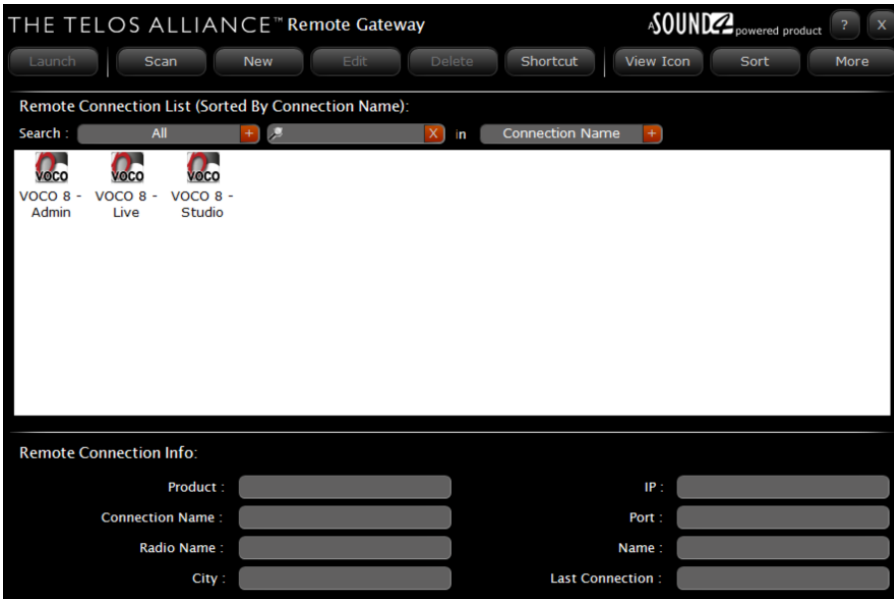 THE TELOS ALLIANCE™ Remote Gateway A SOUND4 powered product ? X
Launch Scan New Edit Delete Shortcut View Icon Sort More
Remote Connection List (Sorted By Connection Name):
Search : All + X in Connection Name +
VOCO VOCO VOCO
VOCO 8 - VOCO 8 - VOCO 8 -
Admin Live Studio
Remote Connection Info:
Product : IP :
Connection Name : Port :
Radio Name : Name :
City : Last Connection :